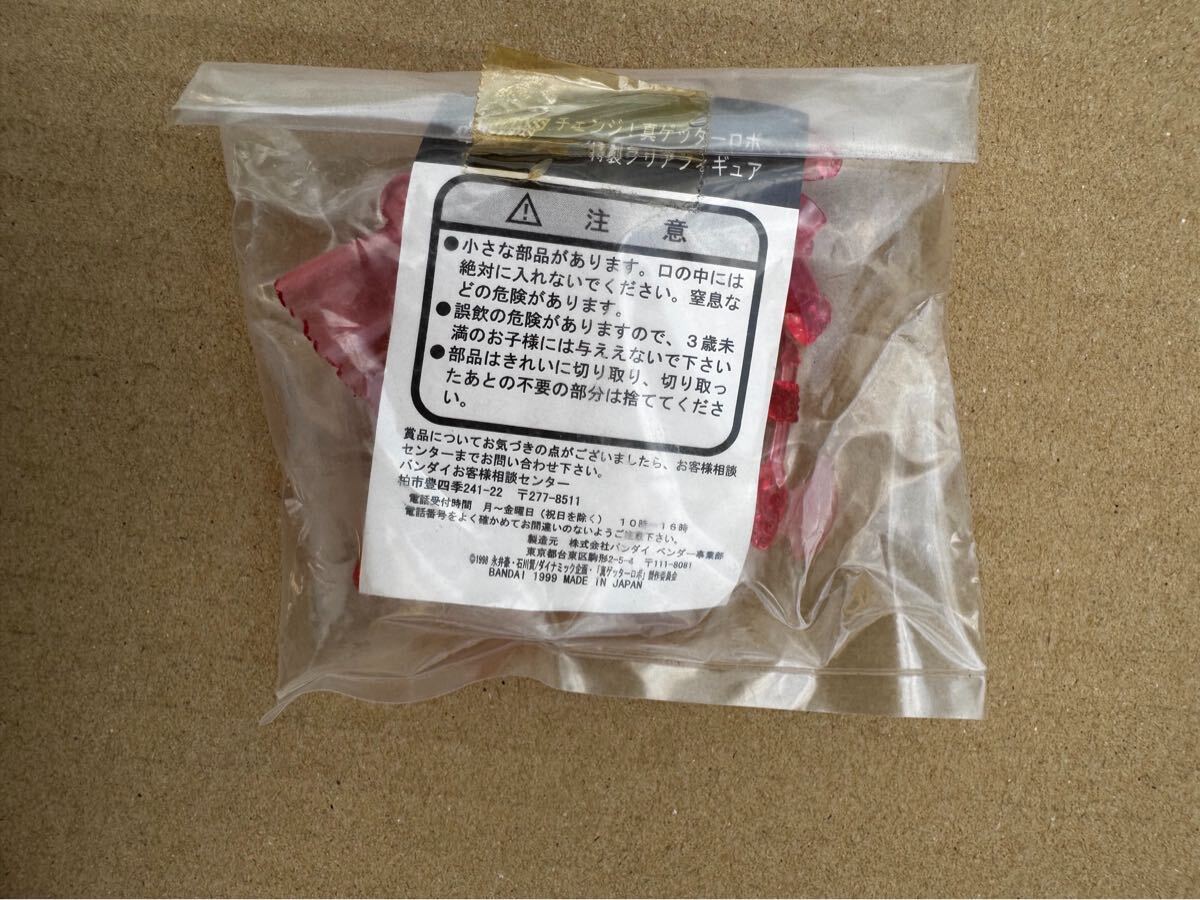 チェンジ!真ゲッターロボ
特製クリアフィギュア
注 意
●小さな部品があります。口の中には
絶対に入れないでください。窒息な
どの危険があります。
●誤飲の危険がありますので、3歳未
満のお子様には与ええないで下さい
●部品はきれいに切り取り、切り取っ
たあとの不要の部分は捨ててくださ
い。
賞品についてお気づきの点がございましたら、お客様相談
センターまでお問い合わせ下さい。
バンダイお客様相談センター
柏市豊四季241-22 〒277-8511
電話受付時間 月~金曜日(祝日を除く) 10時~16時
電話番号をよく確かめてお間違いのないようご注意下さい。
製造元 株式会社バンダイ ベンダー事業部
東京都台東区駒形2-5-4 〒111-8081
©1998 永井豪・石川賢/ダイナミック企画・「真ゲッターロボ」製作委員会
BANDAI 1999 MADE IN JAPAN